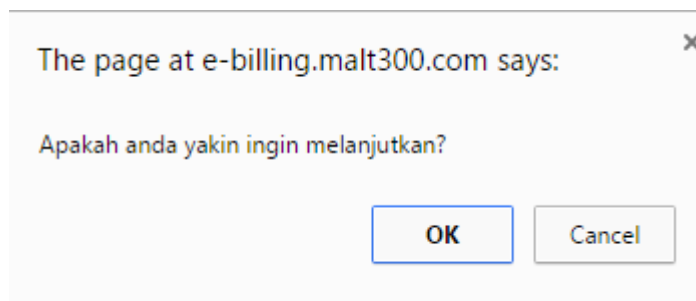 The page at e-billing.malt300.com says:
Apakah anda yakin ingin melanjutkan?
OK
Cancel